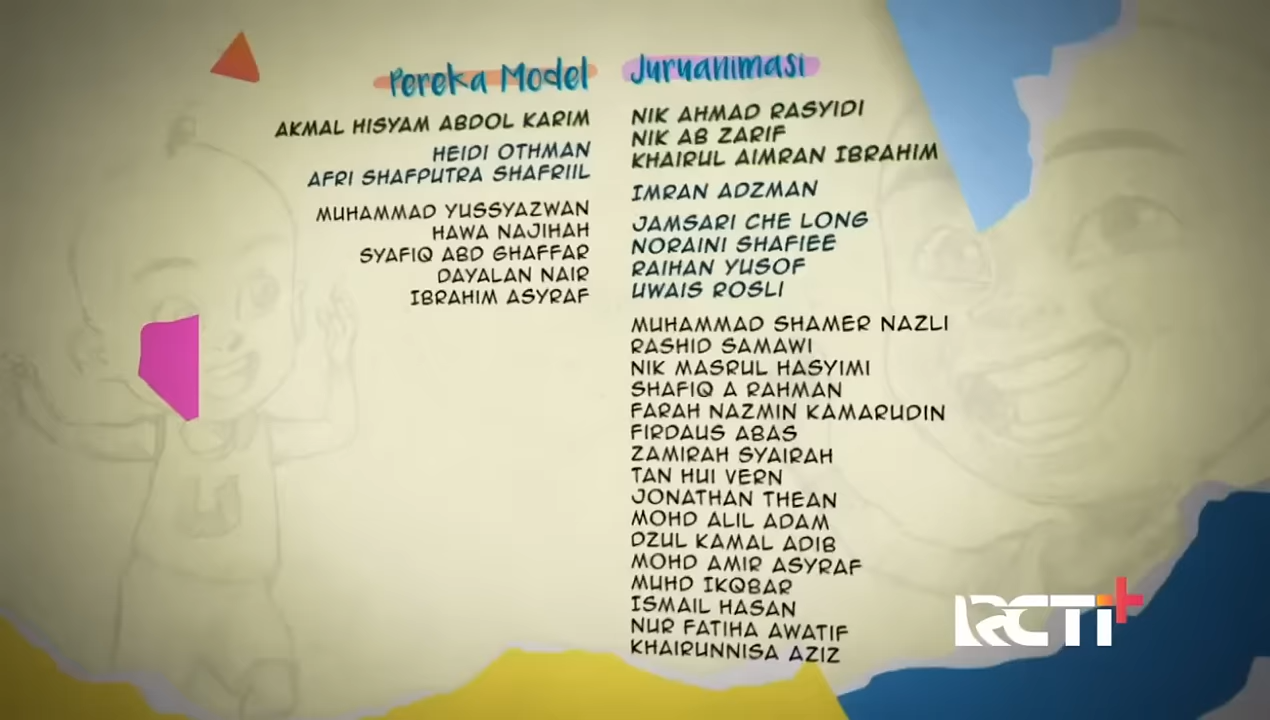 Pereka Model
AKMAL HISYAM ABDOL KARIM
HEIDI OTHMAN
AFRI SHAFPUTRA SHAFRIIL
MUHAMMAD YUSSYAZWAN
HAWA NAJIHAH
SYAFIQ ABD GHAFFAR
DAYALAN NAIR
IBRAHIM ASYRAF
Juruanimasi
NIK AHMAD RASYIDI
NIK AB ZARIF
KHAIRUL AIMRAN IBRAHIM
IMRAN ADZMAN
JAMSARI CHE LONG
NORAINI SHAFIEE
RAIHAN YUSOF
UWAIS ROSLI
MUHAMMAD SHAMER NAZLI
RASHID SAMAWI
NIK MASRUL HASYIMI
SHAFIQ A RAHMAN
FARAH NAZMIN KAMARUDIN
FIRDAUS ABAS
ZAMIRAH SYAIRAH
TAN HUI VERN
JONATHAN THEAN
MOHD ALIL ADAM
DZUL KAMAL ADIB
MOHD AMIR ASYRAF
MUHD IKQBAR
ISMAIL HASAN
NUR FATIHA AWATIF
KHAIRUNNISA AZIZ
RCTI+